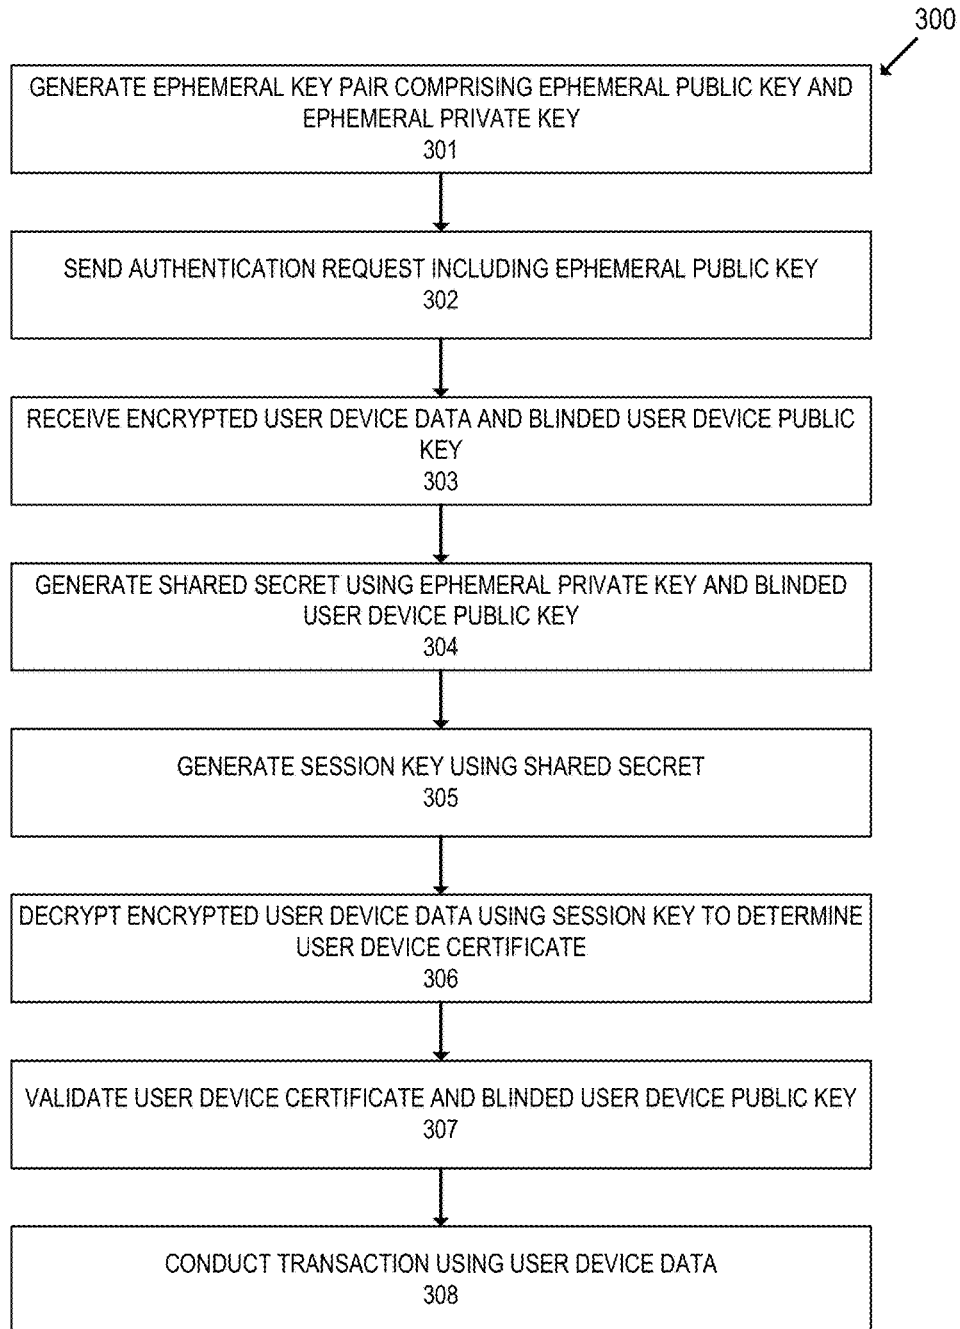 300
GENERATE EPHEMERAL KEY PAIR COMPRISING EPHEMERAL PUBLIC KEY AND
EPHEMERAL PRIVATE KEY
301
SEND AUTHENTICATION REQUEST INCLUDING EPHEMERAL PUBLIC KEY
302
RECEIVE ENCRYPTED USER DEVICE DATA AND BLINDED USER DEVICE PUBLIC
KEY
303
GENERATE SHARED SECRET USING EPHEMERAL PRIVATE KEY AND BLINDED
USER DEVICE PUBLIC KEY
304
GENERATE SESSION KEY USING SHARED SECRET
305
DECRYPT ENCRYPTED USER DEVICE DATA USING SESSION KEY TO DETERMINE
USER DEVICE CERTIFICATE
306
VALIDATE USER DEVICE CERTIFICATE AND BLINDED USER DEVICE PUBLIC KEY
307
CONDUCT TRANSACTION USING USER DEVICE DATA
308